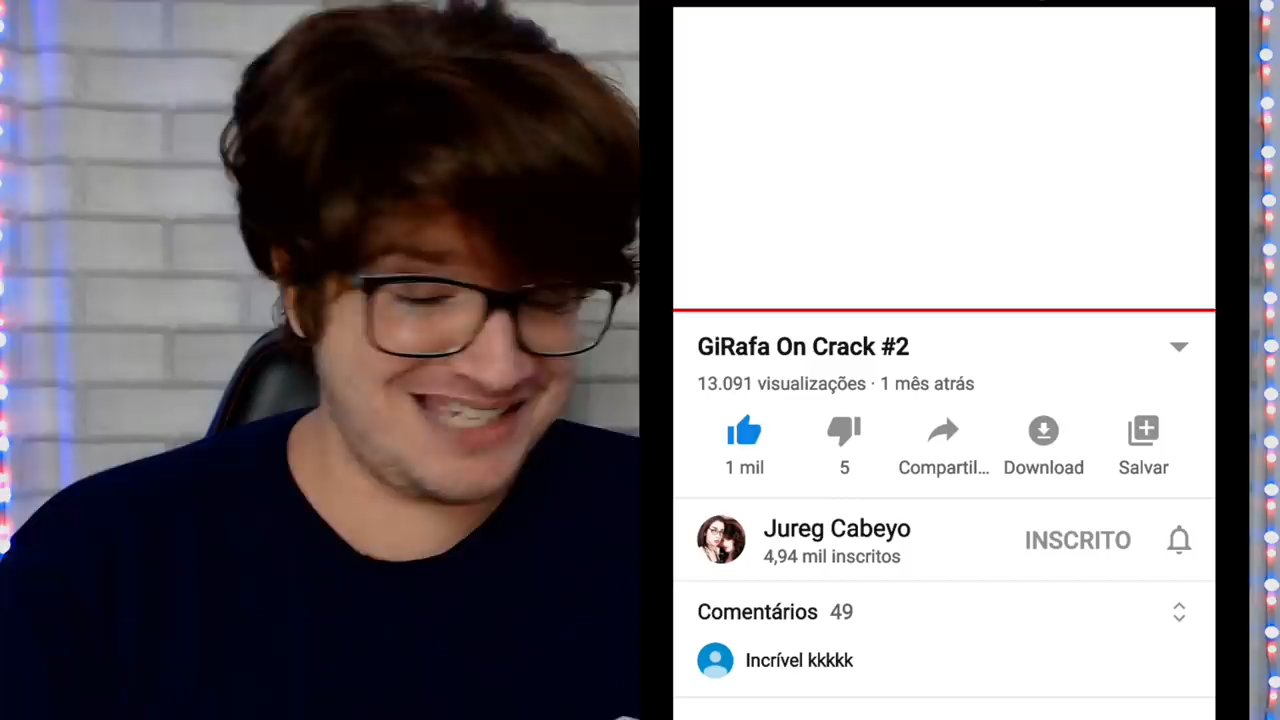 GiRafa On Crack #2
13.091 visualizações · 1 mês atrás
1 mil
5
Compartil...
Download
Salvar
Jureg Cabeyo
INSCRITO
4,94 mil inscritos
Comentários 49
Incrível kkkkk